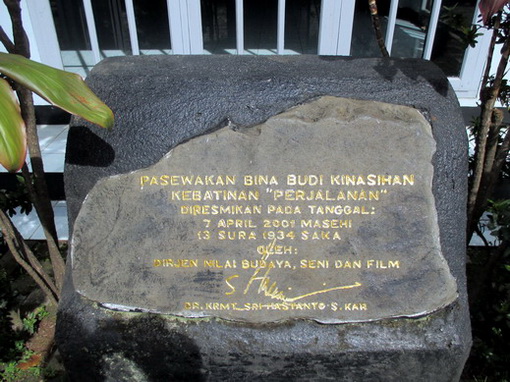 PASEWAKAN BINA BUDI KINASIHAN
KEBATINAN "PERJALANAN"
DIRESMIKAN PADA TANGGAL:
7 APRIL 2001 MASEHI
13 SURA 1934 SAKA
OLEH:
DIRJEN NILAI BUDAYA, SENI DAN FILM
DR. KRMT. SRI HASTANTO S. KAR